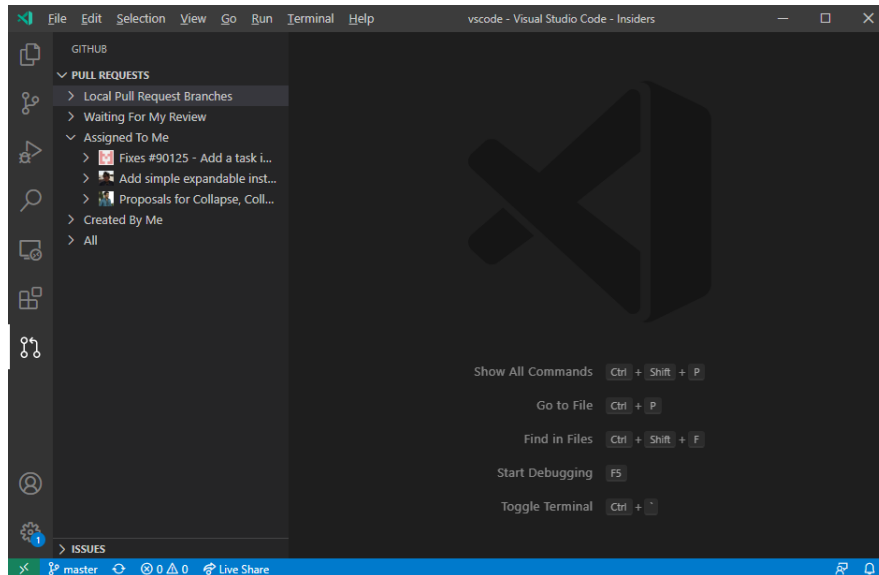 File Edit Selection View Go Run Terminal Help vscode - Visual Studio Code - Insiders
GITHUB
PULL REQUESTS
Local Pull Request Branches
Waiting For My Review
Assigned To Me
Fixes #90125 - Add a task i...
Add simple expandable inst...
Proposals for Collapse, Coll...
Created By Me
All
Show All Commands Ctrl + Shift + P
Go to File Ctrl + P
Find in Files Ctrl + Shift + F
Start Debugging F5
Toggle Terminal Ctrl + `
1
ISSUES
master 0 0 Live Share